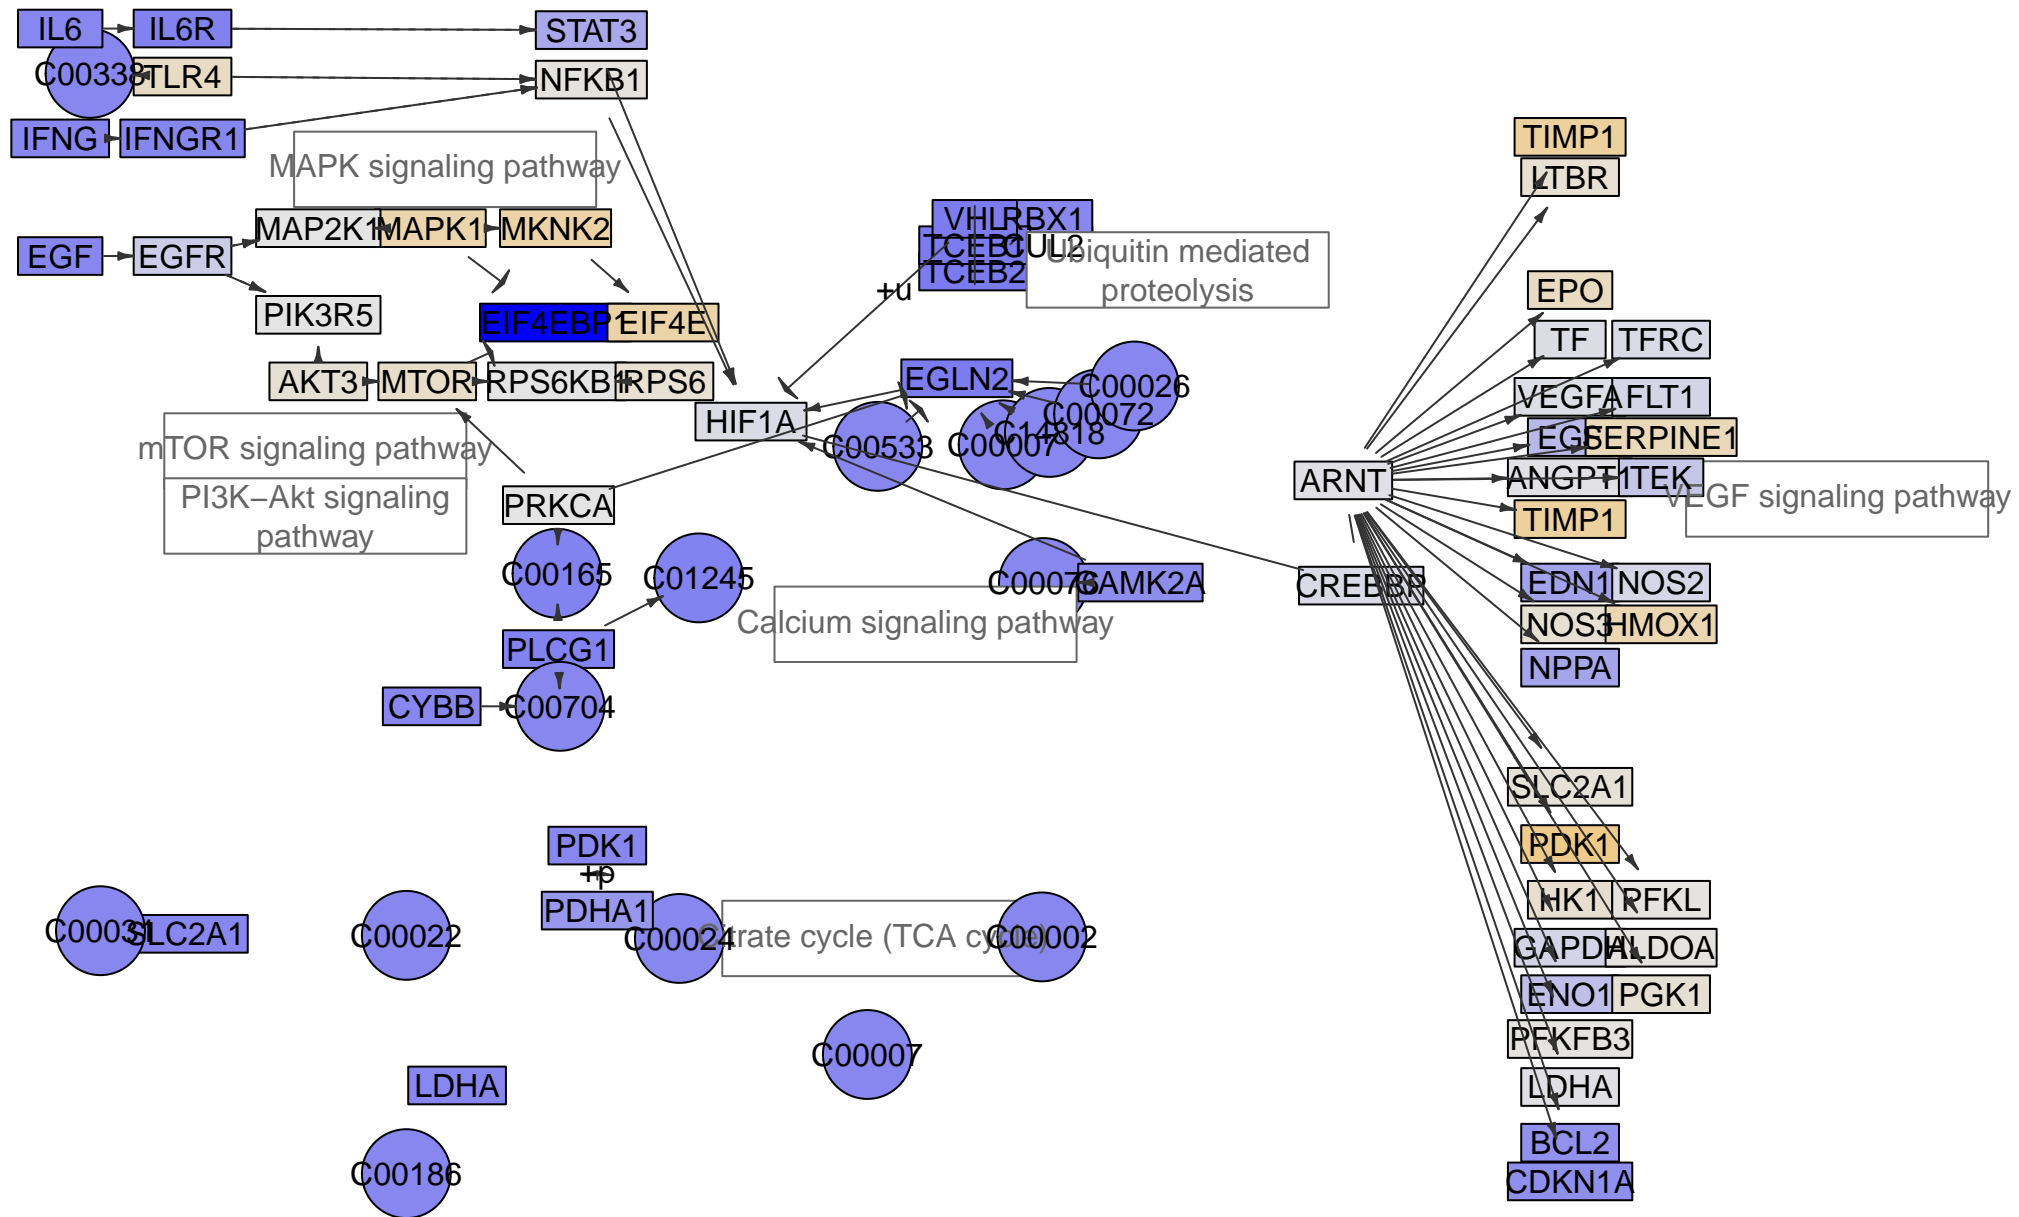 IL6
IL6R
STAT3
C00338
TLR4
NFKB1
IFNG
IFNGR1
TIMP1
MAPK signaling pathway
LTBR
MAP2K1
MAPK1
MKNK2
VHL
RBX1
EGF
EGFR
TCEB1
CUL2
Ubiquitin mediated
proteolysis
TCEB2
+u
EPO
PIK3R5
EIF4EBP1
EIF4E
TF
TFRC
AKT3
MTOR
RPS6KB1
RPS6
EGLN2
C00026
HIF1A
C00072
C14818
C00007
C00533
VEGFA
FLT1
EGF
SERPINE1
mTOR signaling pathway
ARNT
ANGPT1
TEK
PI3K–Akt signaling
pathway
VEGF signaling pathway
PRKCA
TIMP1
C00165
C01245
C00076
CAMK2A
CREBBP
EDN1
NOS2
Calcium signaling pathway
NOS3
HMOX1
PLCG1
NPPA
CYBB
C00704
SLC2A1
PDK1
+p
PDK1
PDHA1
HK1
PFKL
C00031
SLC2A1
C00022
C00024
Citrate cycle (TCA cycle)
C00002
GAPDH
ALDOA
ENO1
PGK1
C00007
PFKFB3
LDHA
LDHA
BCL2
C00186
CDKN1A